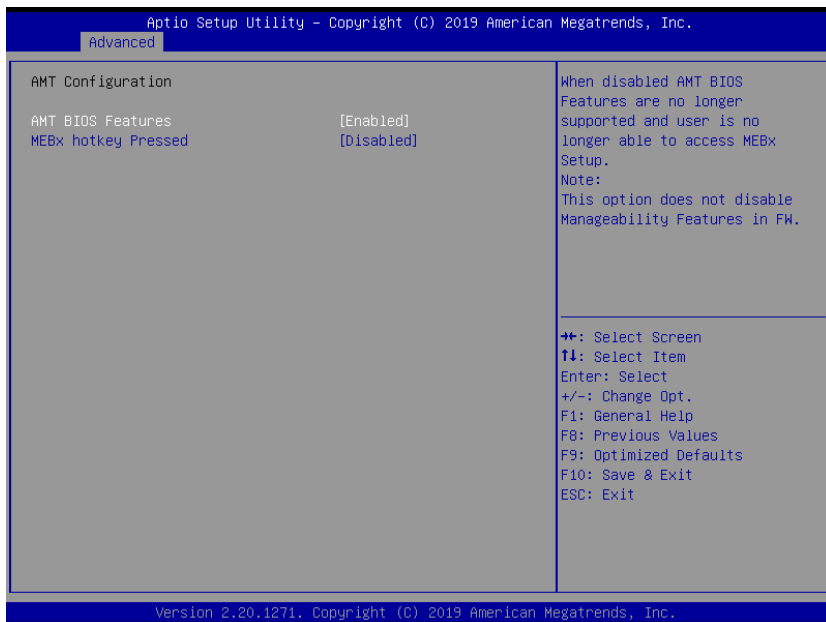 Aptio Setup Utility – Copyright (C) 2019 American Megatrends, Inc.
Advanced
AMT Configuration
AMT BIOS Features [Enabled]
MEBx hotkey Pressed [Disabled]
When disabled AMT BIOS
Features are no longer
supported and user is no
longer able to access MEBx
Setup.
Note:
This option does not disable
Manageability Features in FW.
→←: Select Screen
↑↓: Select Item
Enter: Select
+/-: Change Opt.
F1: General Help
F8: Previous Values
F9: Optimized Defaults
F10: Save & Exit
ESC: Exit
Version 2.20.1271. Copyright (C) 2019 American Megatrends, Inc.